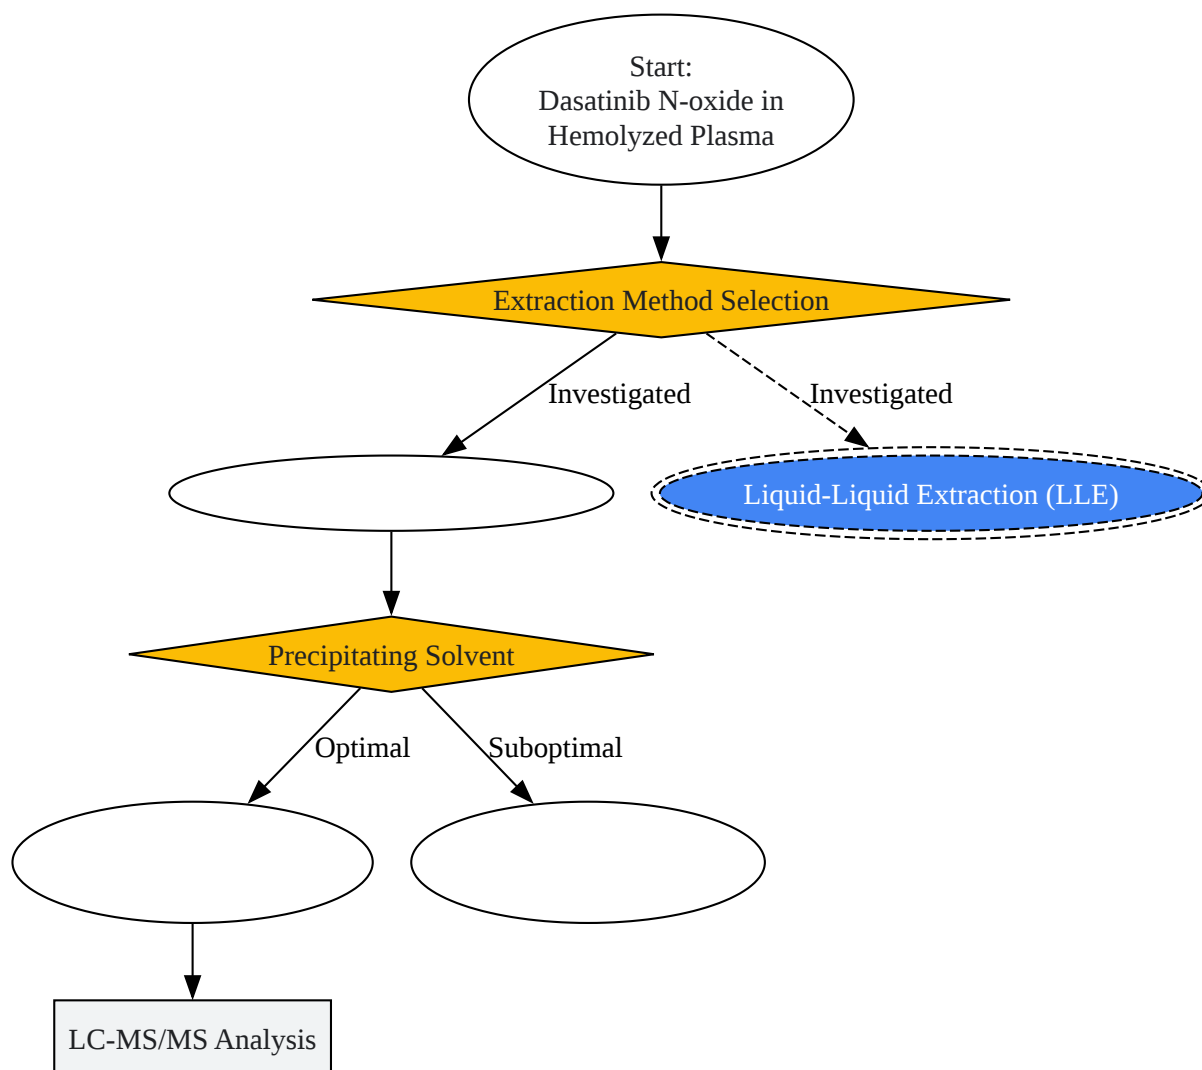 Start:
Dasatinib N-oxide in
Hemolyzed Plasma
Extraction Method Selection
Investigated
Investigated
Liquid-Liquid Extraction (LLE)
Precipitating Solvent
Optimal
Suboptimal
LC-MS/MS Analysis